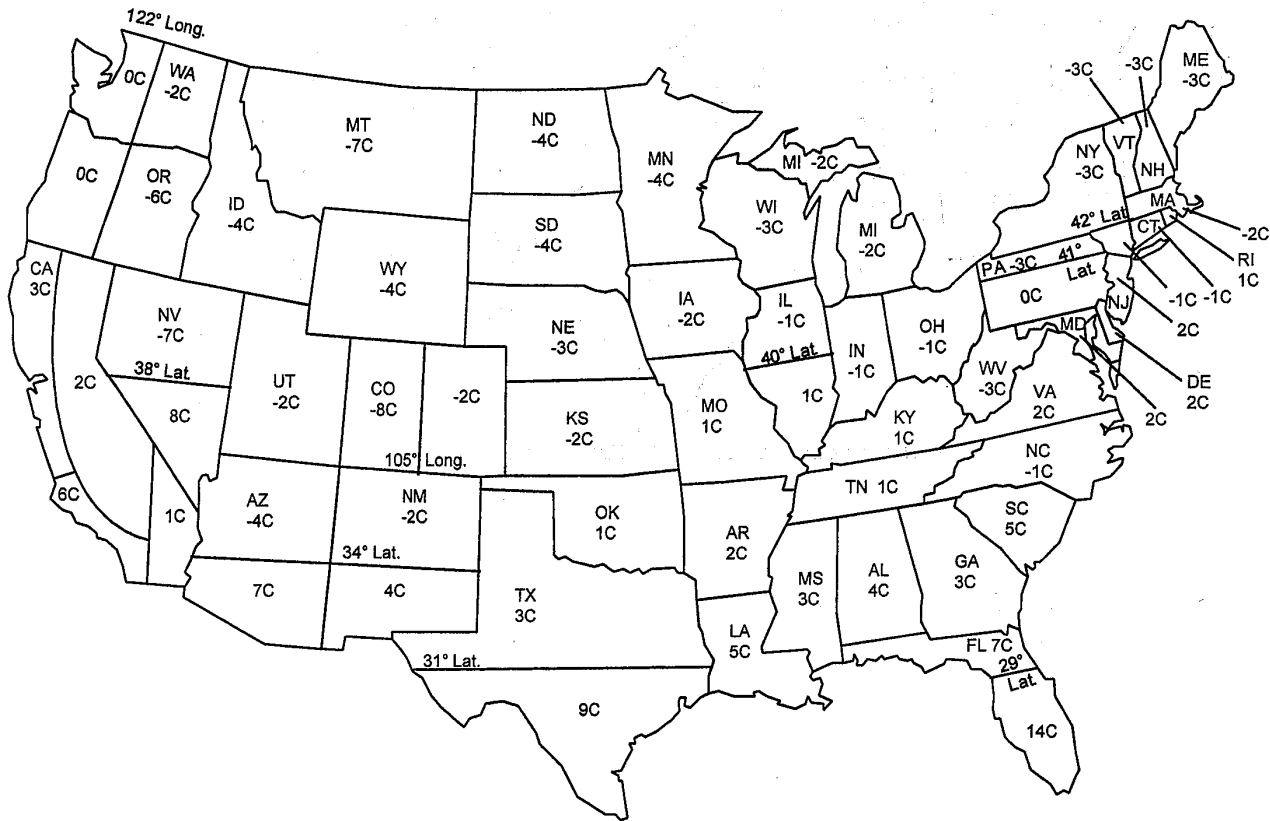 122° Long.
0C
WA
-2C
MT
-7C
ND
-4C
MN
-4C
MI -2C
-3C
-3C
ME
-3C
0C
OR
-6C
ID
-4C
WY
-4C
SD
-4C
WI
-3C
MI
-2C
NY
-3C
VT
NH
MA
42° Lat.
CT
-2C
RI
1C
-1C
-1C
PA -3C 41°
Lat.
0C
NJ
2C
CA
3C
NV
-7C
38° Lat.
2C
8C
UT
-2C
CO
-8C
-2C
105° Long.
NE
-3C
KS
-2C
IA
-2C
IL
-1C
40° Lat.
1C
IN
-1C
OH
-1C
MD
DE
2C
2C
WV
-3C
VA
2C
MO
1C
KY
1C
6C
1C
AZ
-4C
NM
-2C
34° Lat.
7C
4C
OK
1C
TX
3C
31° Lat.
9C
AR
2C
LA
5C
TN 1C
NC
-1C
SC
5C
MS
3C
AL
4C
GA
3C
FL 7C
29°
Lat.
14C